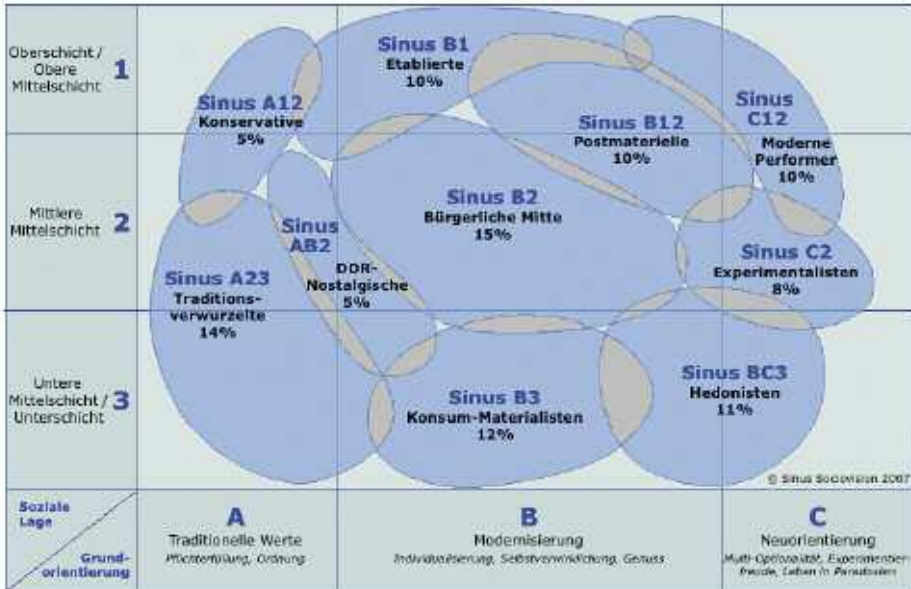 Oberschicht /
Obere
Mittelschicht
1
Mittlere
Mittelschicht
2
Untere
Mittelschicht /
Unterschicht
3
Sinus B1
Etablierte
10%
Sinus A12
Konservative
5%
Sinus B12
Postmaterielle
10%
Sinus
C12
Moderne
Performer
10%
Sinus B2
Bürgerliche Mitte
15%
Sinus
AB2
DDR-
Nostalgische
5%
Sinus A23
Traditions-
verwurzelte
14%
Sinus C2
Experimentalisten
8%
Sinus B3
Konsum-Materialisten
12%
Sinus BC3
Hedonisten
11%
© Sinus Sociovision 2007
Soziale
Lage
Grund-
orientierung
A
Traditionelle Werte
Pflichterfüllung, Ordnung
B
Modernisierung
Individualisierung, Selbstverwirklichung, Genuss
C
Neuorientierung
Multi-Optionalität, Experimentier-
freude, Leben in Paradoxien